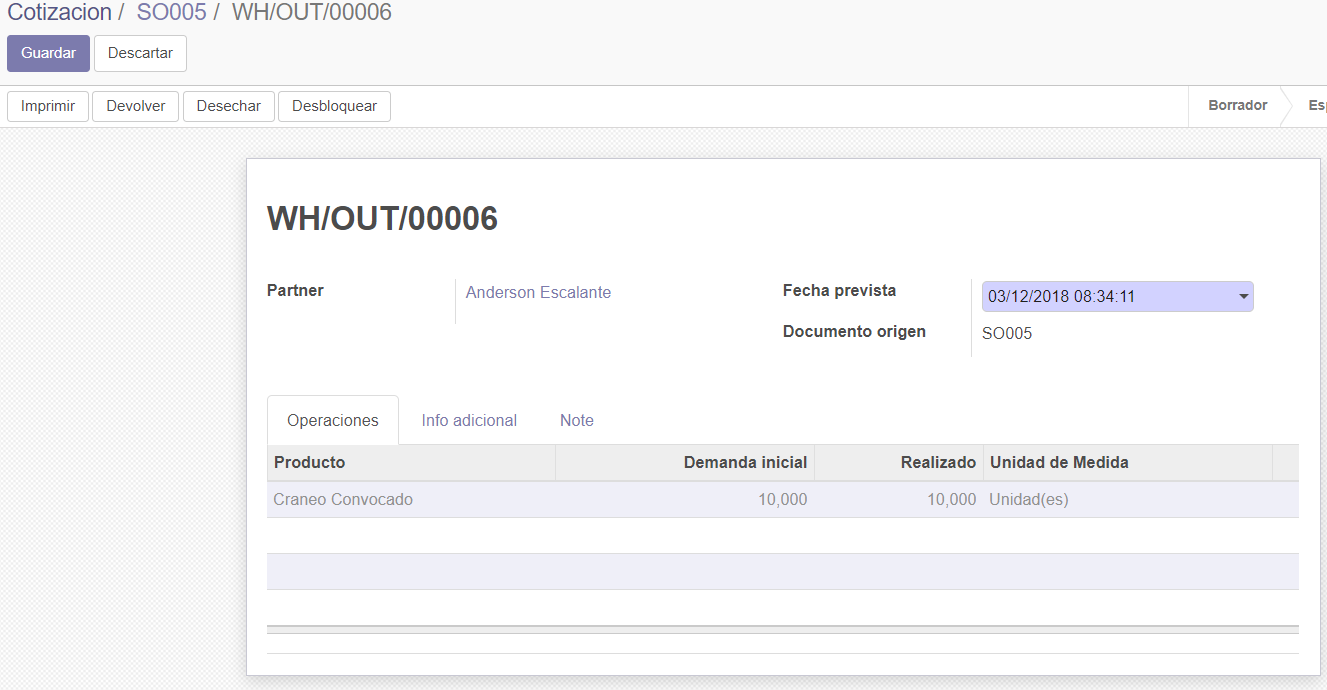 Cotizacion / SO005 / WH/OUT/00006
Guardar Descartar
Imprimir Devolver Desechar Desbloquear Borrador
WH/OUT/00006
Partner Anderson Escalante Fecha prevista 03/12/2018 08:34:11
Documento origen SO005
Operaciones Info adicional Note
Producto Demanda inicial Realizado Unidad de Medida
Craneo Convocado 10,000 10,000 Unidad(es)